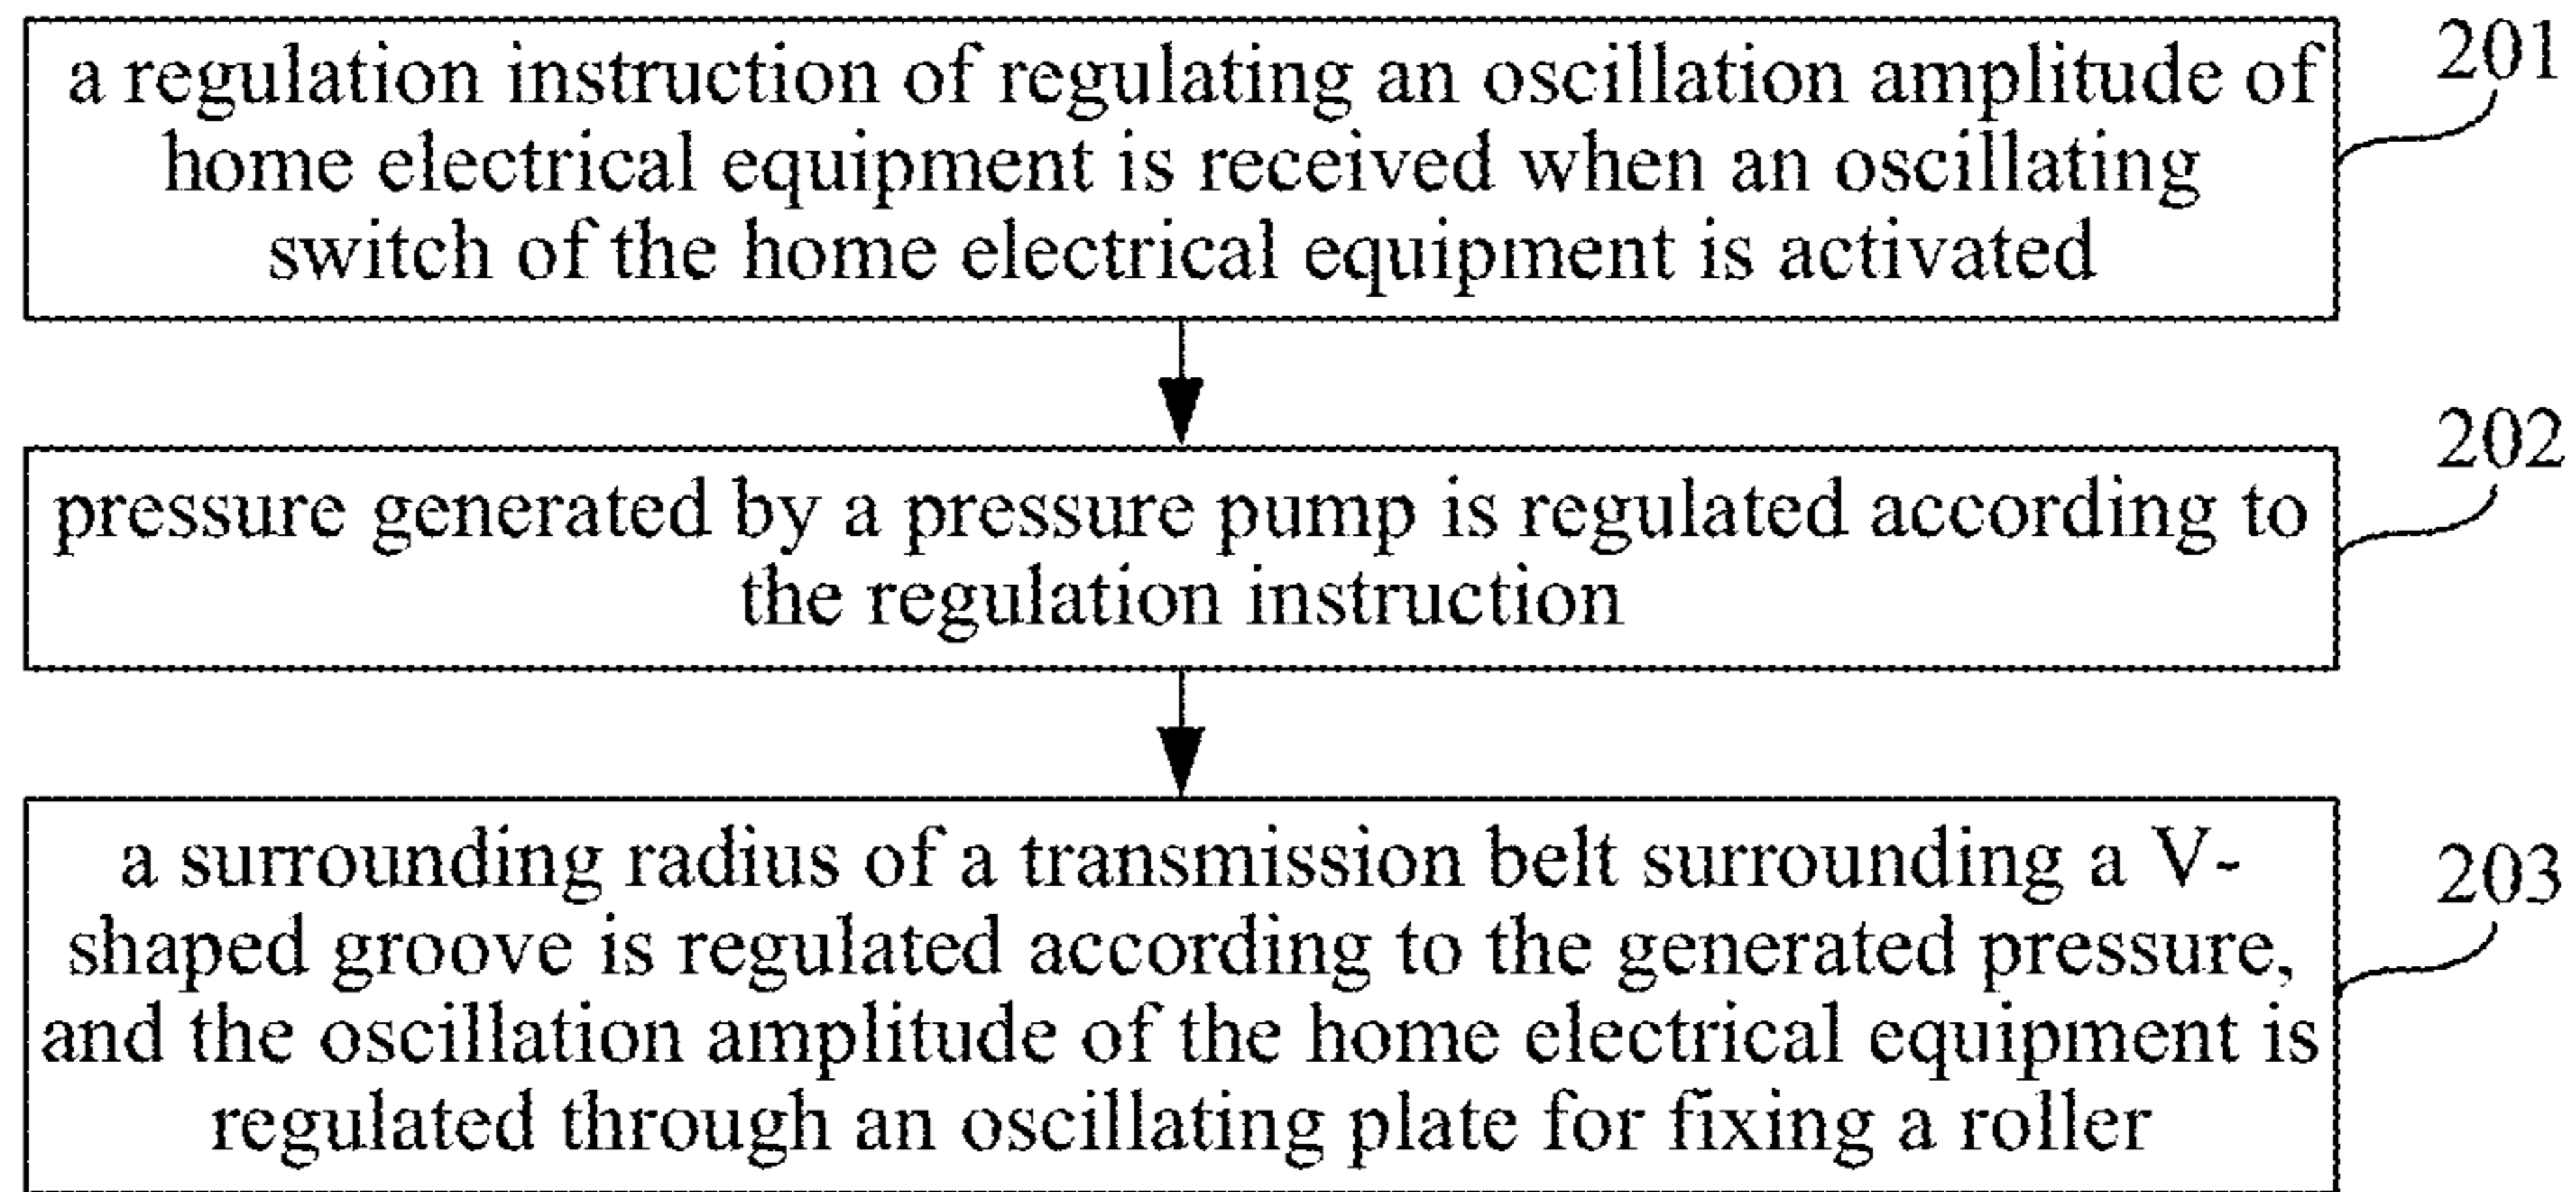 a regulation instruction of regulating an oscillation amplitude of
home electrical equipment is received when an oscillating
switch of the home electrical equipment is activated
201
pressure generated by a pressure pump is regulated according to
the regulation instruction
202
a surrounding radius of a transmission belt surrounding a V-
shaped groove is regulated according to the generated pressure,
and the oscillation amplitude of the home electrical equipment is
regulated through an oscillating plate for fixing a roller
203